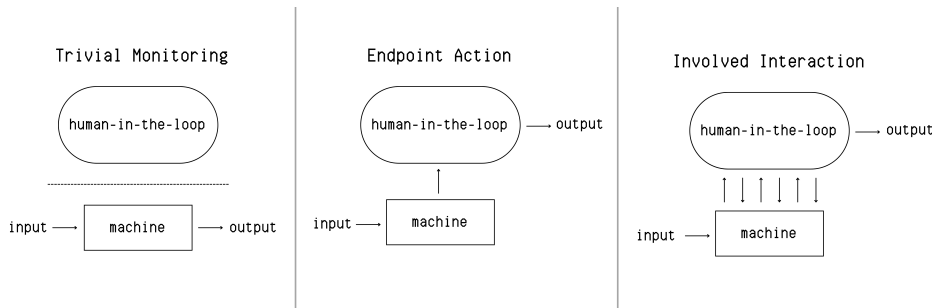 Trivial Monitoring
human-in-the-loop
input
machine
output
Endpoint Action
human-in-the-loop
output
input
machine
Involved Interaction
human-in-the-loop
output
input
machine